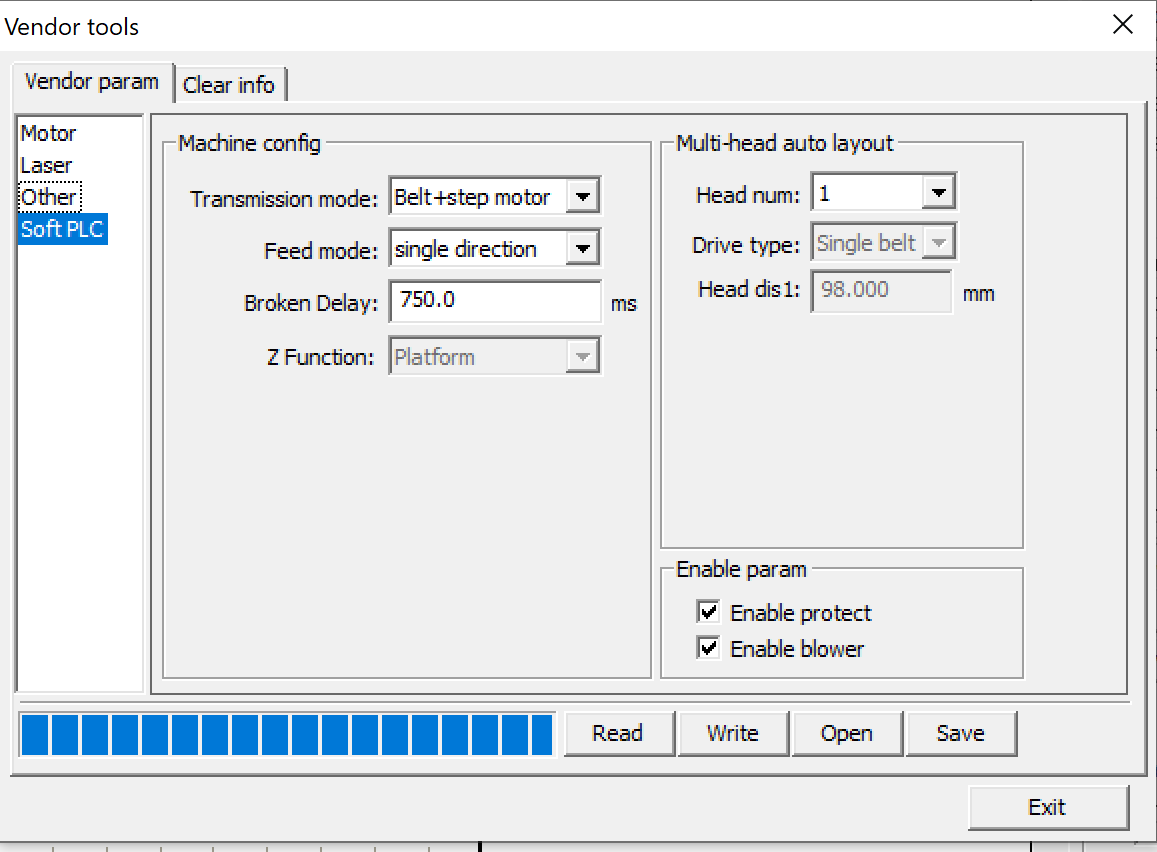 Vendor tools
Vendor param
Clear info
Motor
Laser
Other
Soft PLC
Machine config
Transmission mode: Belt+step motor
Feed mode: single direction
Broken Delay: 750.0 ms
Z Function: Platform
Multi-head auto layout
Head num: 1
Drive type: Single belt
Head dis1: 98.000 mm
Enable param
Enable protect
Enable blower
Read
Write
Open
Save
Exit